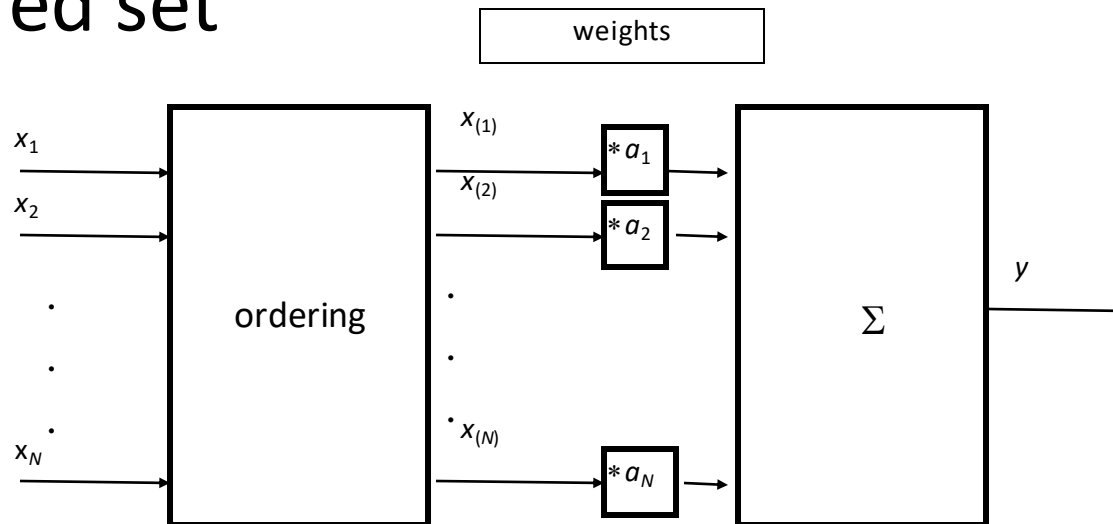 ed set
weights
x₁
x₂
.
.
.
xN
ordering
x₍₁₎
x₍₂₎
.
.
.
x₍N₎
* a₁
* a₂
* aN
Σ
y